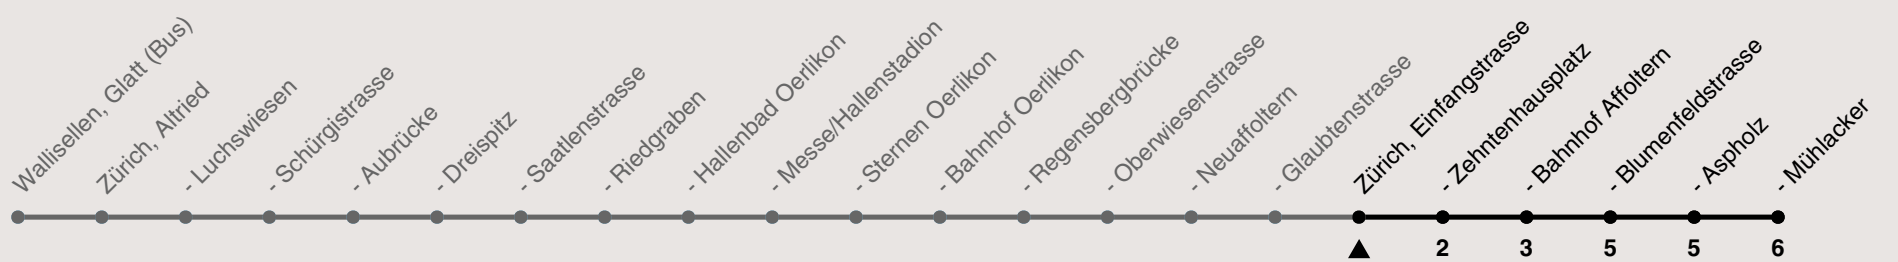 Wallisellen, Glatt (Bus)
Zürich, Altried
- Luchswiesen
- Schürgistrasse
- Aubrücke
- Dreispitz
- Saatlenstrasse
- Riedgraben
- Hallenbad Oerlikon
- Messe/Hallenstadion
- Sternen Oerlikon
- Bahnhof Oerlikon
- Regensbergbrücke
- Oberwiesenstrasse
- Neuaffoltern
- Glaubtenstrasse
Zürich, Einfangstrasse
- Zehntenhausplatz
- Bahnhof Affoltern
- Blumenfeldstrasse
- Aspholz
- Mühlacker
2 3 5 5 6